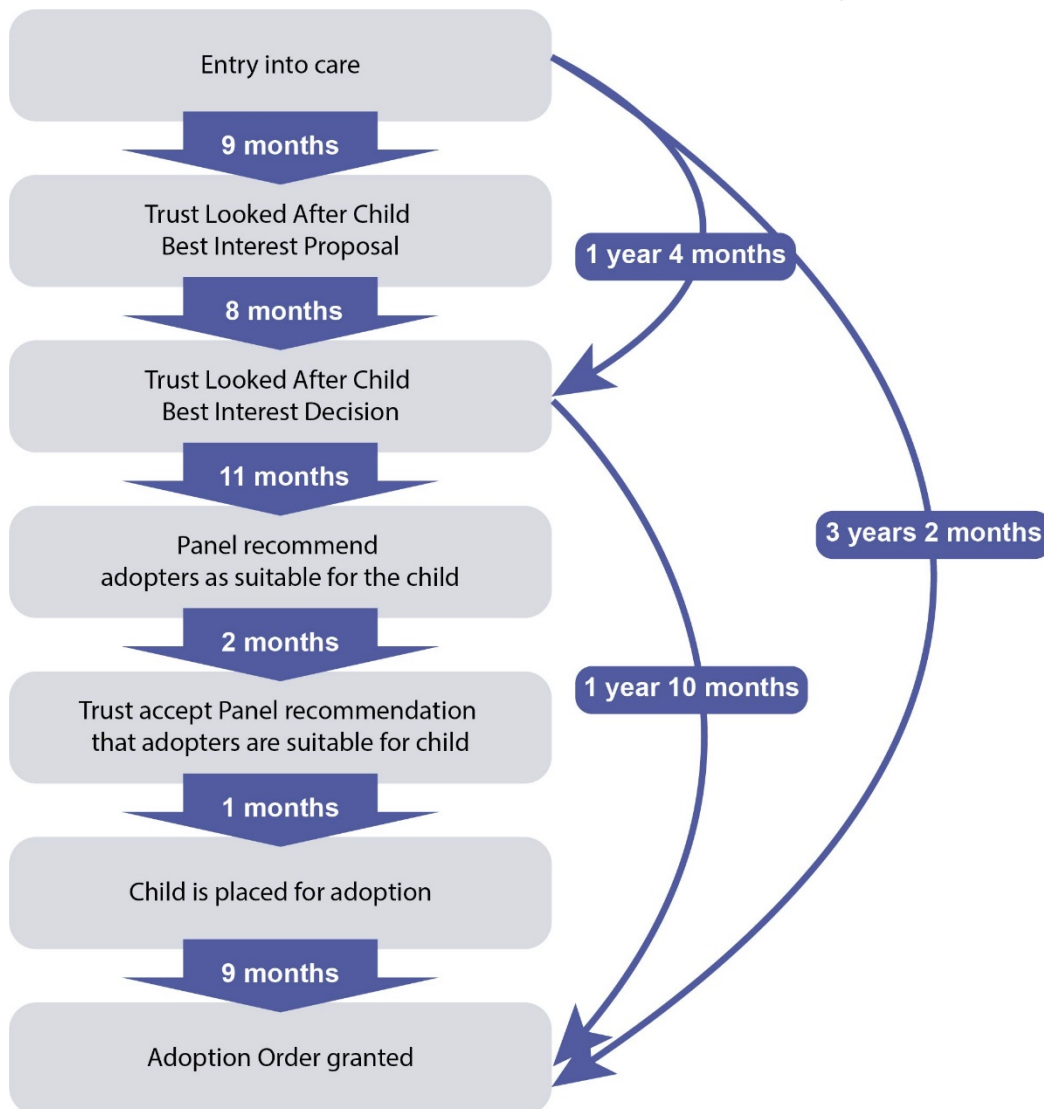 Entry into care
9 months
Trust Looked After Child
Best Interest Proposal
1 year 4 months
8 months
Trust Looked After Child
Best Interest Decision
11 months
Panel recommend
adopters as suitable for the child
3 years 2 months
2 months
Trust accept Panel recommendation
that adopters are suitable for child
1 year 10 months
1 months
Child is placed for adoption
9 months
Adoption Order granted